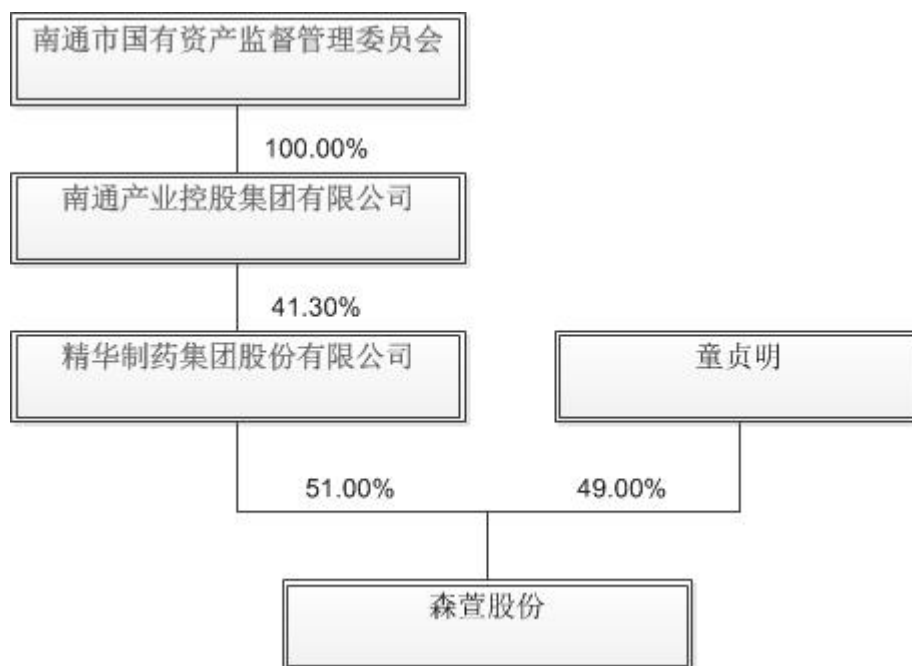 南通市国有资产监督管理委员会
100.00%
南通产业控股集团有限公司
41.30%
精华制药集团股份有限公司
童贞明
51.00%
49.00%
森萱股份